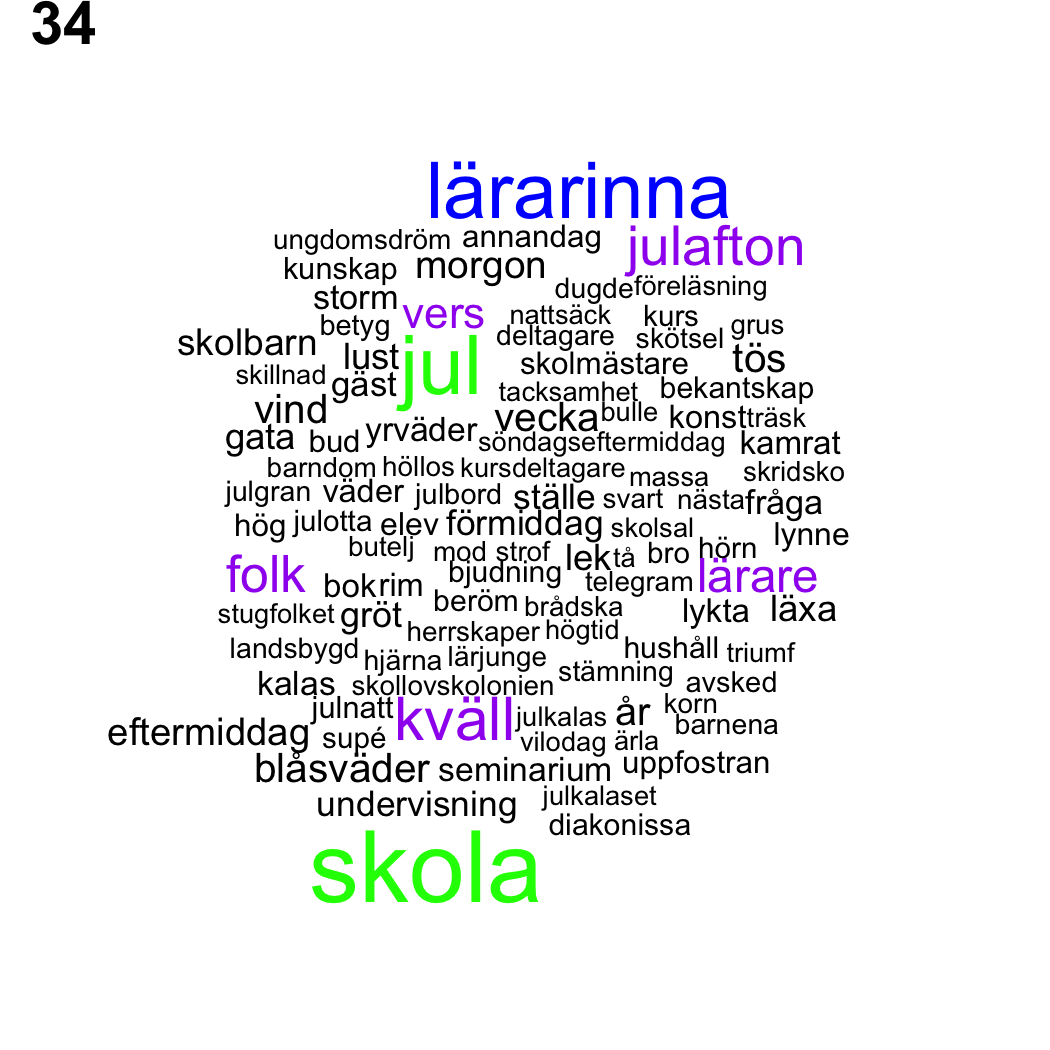 34
lärarinna
ungdomsdröm annandag julafton
kunskap morgon
dugde föreläsning
storm vers nattsäck kurs grus
betyg deltagare skötsel
skolbarn lust jul skolmästare tös
skillnad gäst tacksamhet bekantskap
vind vecka bulle konst träsk
gata bud yrväder söndagseftermiddag kamrat
barndom höllos kursdeltagare massa skridsko
julgran väder julbord ställe svart nästa fråga
hög julotta elev förmiddag skolsal lynne
butelj mod strof lek tå bro hörn
folk bok rim bjudning telegram lärare
stugfolket gröt beröm brådska lykta läxa
herrskaper högtid
landsbygd hjärna lärjunge hushåll triumf
kalas skollovskolonien stämning avsked
julnatt kväll julkalas år korn barnena
eftermiddag supé vilodag ärla
blåsväder seminarium uppfostran
undervisning julkalaset
diakonissa
skola